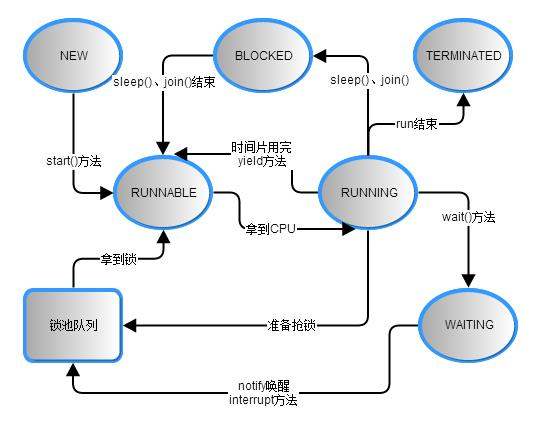 NEW
BLOCKED
TERMINATED
sleep()、join()结束
sleep()、join()
run结束
start()方法
时间片用完
yield方法
RUNNABLE
RUNNING
拿到CPU
wait()方法
拿到锁
锁池队列
准备抢锁
WAITING
notify唤醒
interrupt方法